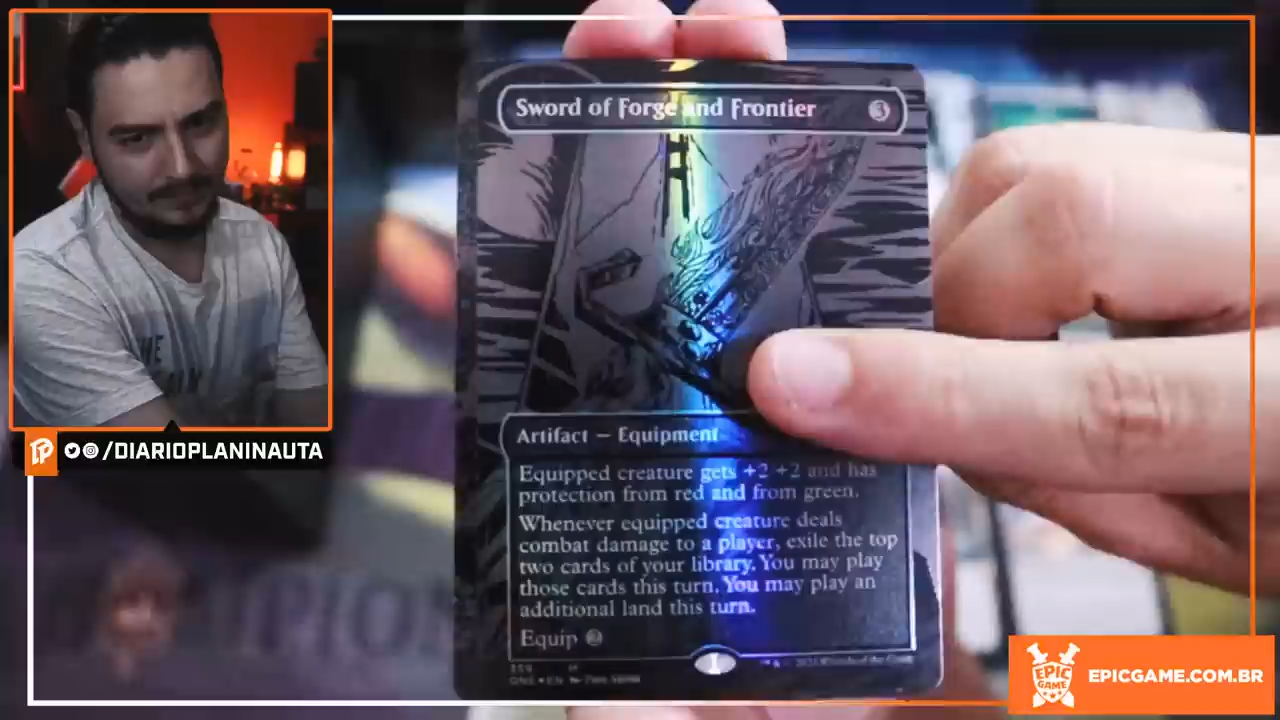 Sword of Forge and Frontier 3
Artifact — Equipment
Equipped creature gets +2 +2 and has
protection from red and from green.
Whenever equipped creature deals
combat damage to a player, exile the top
two cards of your library. You may play
those cards this turn. You may play an
additional land this turn.
Equip 2
/DIARIOPLANINAUTA
EPIC
GAME
EPICGAME.COM.BR